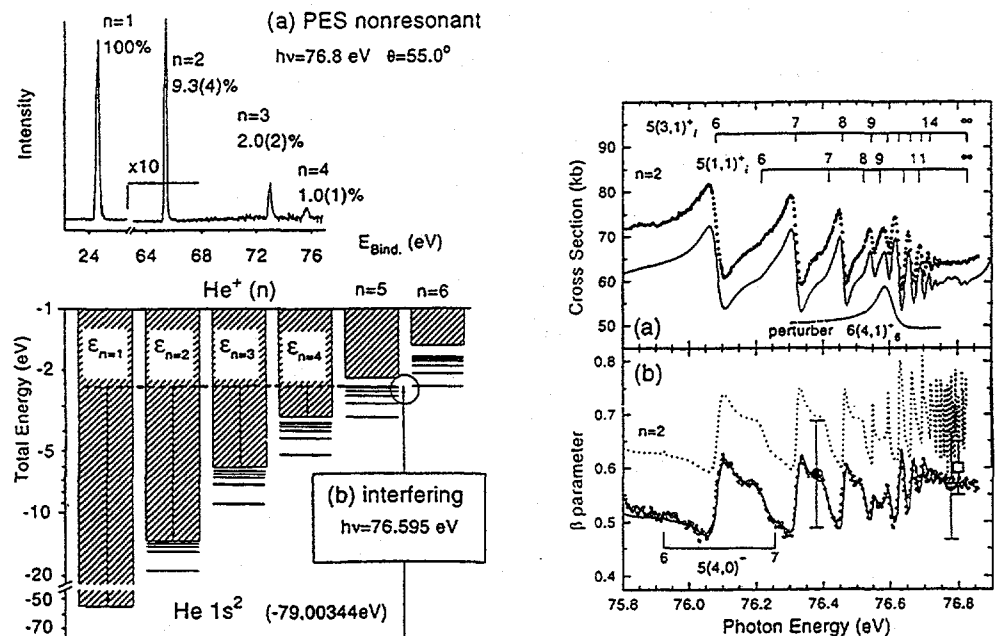 (a) PES nonresonant
hν=76.8 eV θ=55.0°
n=1
100%
n=2
9.3(4)%
n=3
2.0(2)%
n=4
1.0(1)%
x10
Intensity
24 64 68 72 76 E_Bind. (eV)
He⁺ (n)
n=5 n=6
-1
-2
-5
-10
-20
-50
-70
Total Energy (eV)
ε_n=1 ε_n=2 ε_n=3 ε_n=4
(b) interfering
hν=76.595 eV
He 1s² (-79.00344eV)
5(3,1)⁺_i 6 7 8 9 14 ∞
5(1,1)⁺_i 6 7 8 9 11 ∞
n=2
90
80
70
60
50
Cross Section (kb)
(a)
perturber 6(4,1)⁺_6
(b)
n=2
0.8
0.7
0.6
0.5
0.4
β parameter
6 7
5(4,0)⁻
75.8 76.0 76.2 76.4 76.6 76.8
Photon Energy (eV)